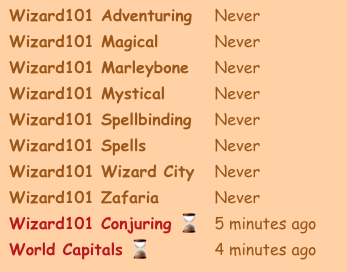 Wizard101 Adventuring Never
Wizard101 Magical Never
Wizard101 Marleybone Never
Wizard101 Mystical Never
Wizard101 Spellbinding Never
Wizard101 Spells Never
Wizard101 Wizard City Never
Wizard101 Zafaria Never
Wizard101 Conjuring ⌛ 5 minutes ago
World Capitals ⌛ 4 minutes ago